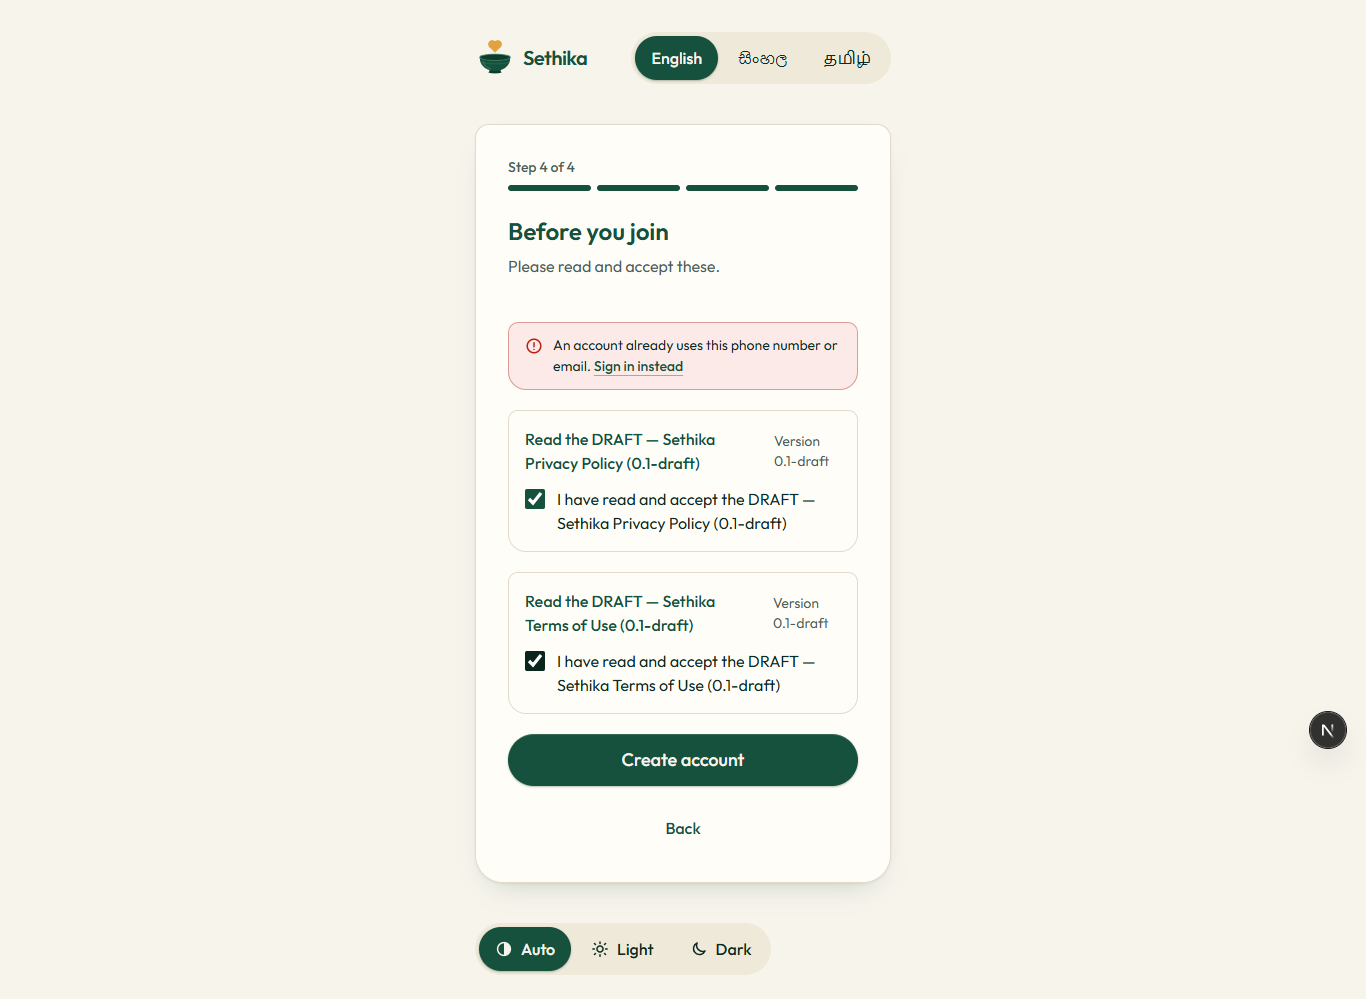 Sethika
English
සිංහල
தமிழ்
Step 4 of 4
Before you join
Please read and accept these.
An account already uses this phone number or
email. Sign in instead
Read the DRAFT — Sethika
Privacy Policy (0.1-draft)
Version
0.1-draft
I have read and accept the DRAFT —
Sethika Privacy Policy (0.1-draft)
Read the DRAFT — Sethika
Terms of Use (0.1-draft)
Version
0.1-draft
I have read and accept the DRAFT —
Sethika Terms of Use (0.1-draft)
Create account
Back
N
Auto
Light
Dark